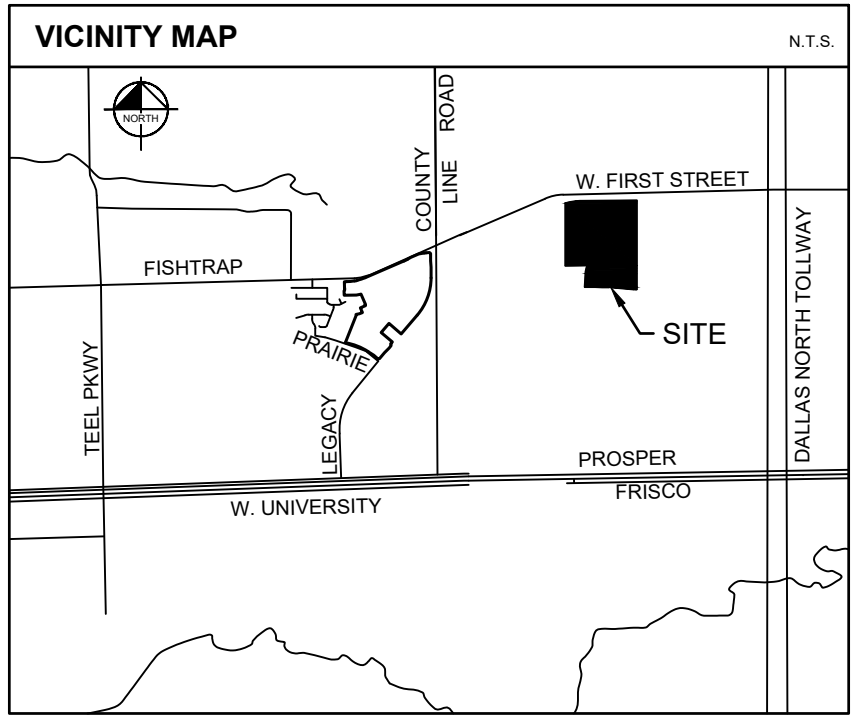 VICINITY MAP
N.T.S.
NORTH
COUNTY
LINE ROAD
W. FIRST STREET
FISHTRAP
PRAIRIE
SITE
TEEL PKWY
LEGACY
DALLAS NORTH TOLLWAY
PROSPER
FRISCO
W. UNIVERSITY